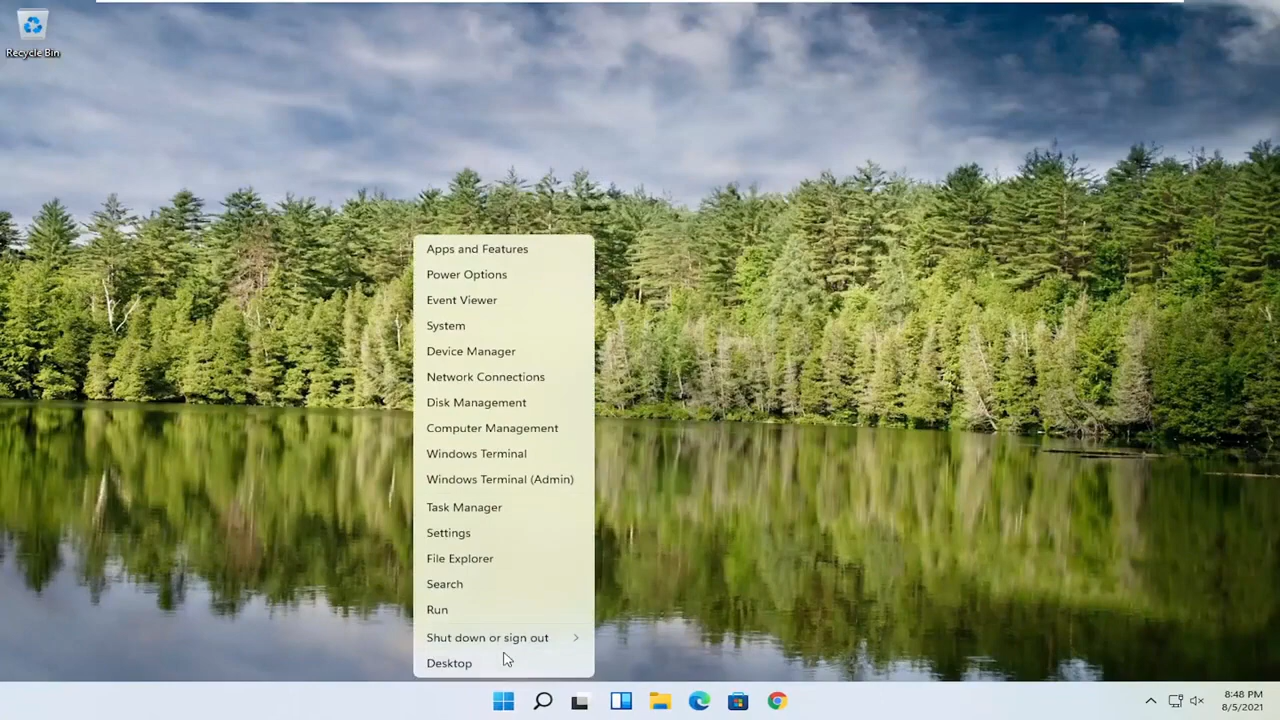 Recycle Bin
Apps and Features
Power Options
Event Viewer
System
Device Manager
Network Connections
Disk Management
Computer Management
Windows Terminal
Windows Terminal (Admin)
Task Manager
Settings
File Explorer
Search
Run
Shut down or sign out
Desktop
8:48 PM
8/5/2021